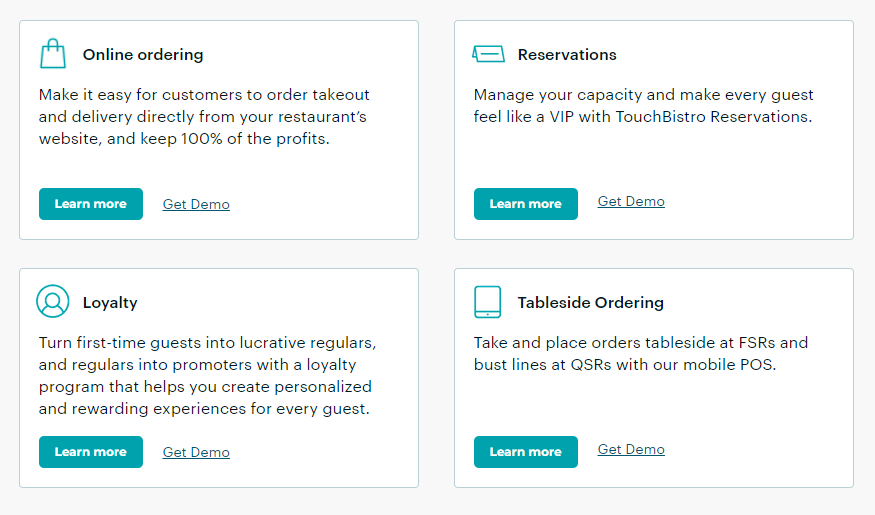 Online ordering
Make it easy for customers to order takeout
and delivery directly from your restaurant’s
website, and keep 100% of the profits.
Learn more Get Demo
Reservations
Manage your capacity and make every guest
feel like a VIP with TouchBistro Reservations.
Learn more Get Demo
Loyalty
Turn first-time guests into lucrative regulars,
and regulars into promoters with a loyalty
program that helps you create personalized
and rewarding experiences for every guest.
Learn more Get Demo
Tableside Ordering
Take and place orders tableside at FSRs and
bust lines at QSRs with our mobile POS.
Learn more Get Demo